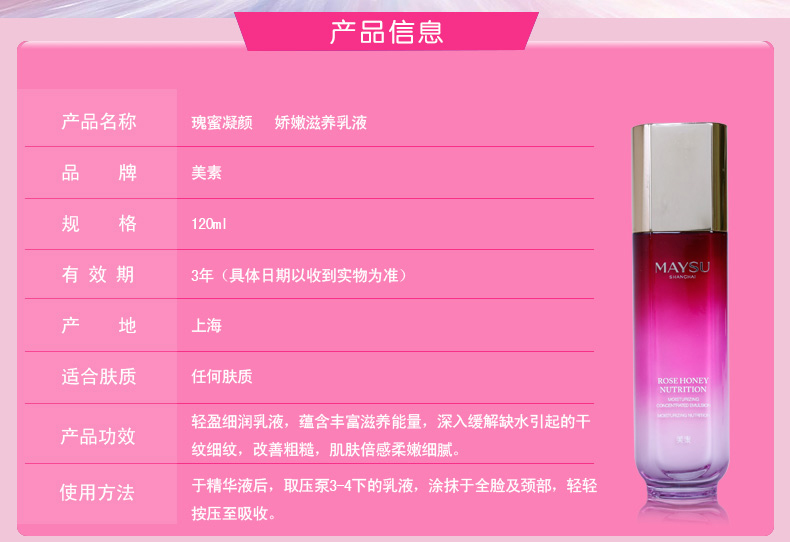 产品信息
产品名称 瑰蜜凝颜 娇嫩滋养乳液
品 牌 美素
规 格 120ml
有 效 期 3年（具体日期以收到实物为准）
产 地 上海
适合肤质 任何肤质
产品功效 轻盈细润乳液，蕴含丰富滋养能量，深入缓解缺水引起的干
纹细纹，改善粗糙，肌肤倍感柔嫩细腻。
使用方法 于精华液后，取压泵3-4下的乳液，涂抹于全脸及颈部，轻轻
按压至吸收。
MAYSU
SHANGHAI
ROSE HONEY
NUTRITION
MOISTURIZING